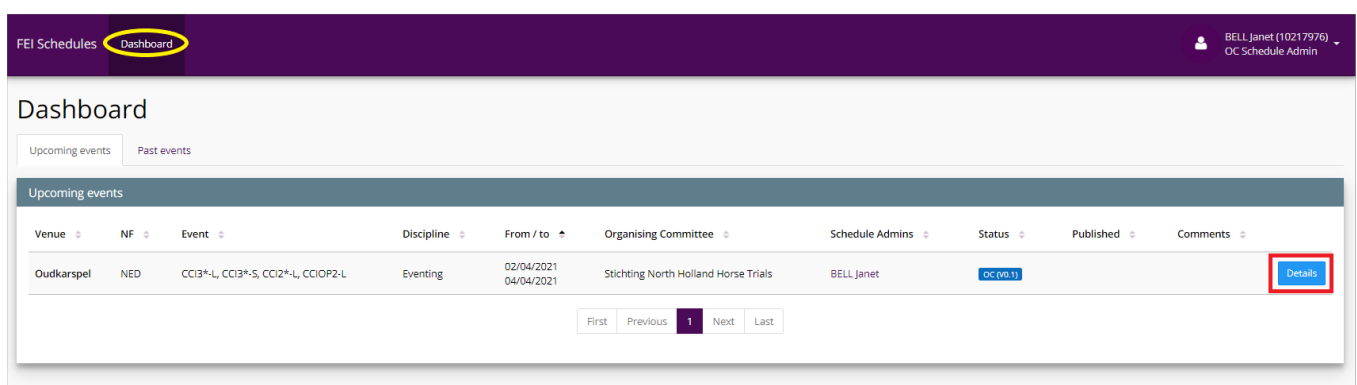 FEI Schedules Dashboard BELL Janet (10217976)
OC Schedule Admin
Dashboard
Upcoming events Past events
Upcoming events
Venue NF Event Discipline From / to Organising Committee Schedule Admins Status Published Comments
Oudkarspel NED CCI3*-L, CCI3*-S, CCI2*-L, CCIOP2-L Eventing 02/04/2021 Stichting North Holland Horse Trials BELL Janet OC (V0.1) Details
04/04/2021
First Previous 1 Next Last